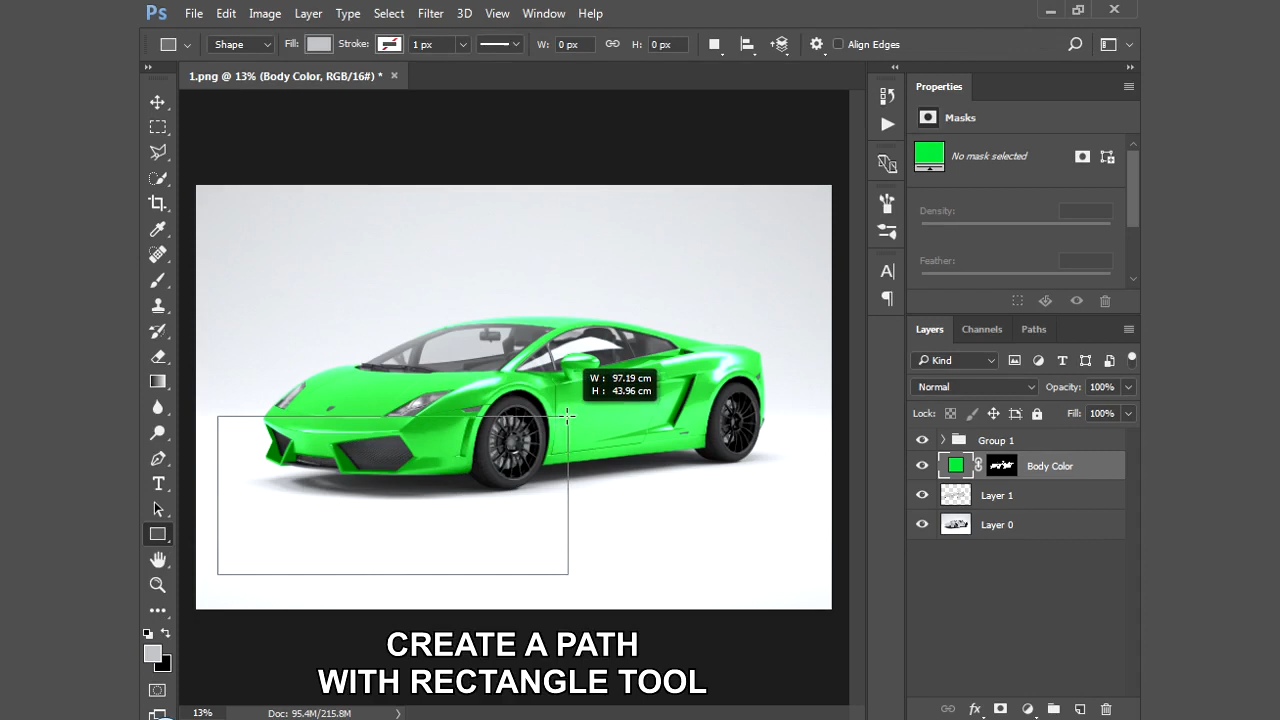 Ps File Edit Image Layer Type Select Filter 3D View Window Help
Shape Fill: Stroke: 1 px W: 0 px H: 0 px Align Edges
1.png @ 13% (Body Color, RGB/16#) *
Properties
Masks
No mask selected
Density:
Feather:
W : 97.19 cm
H : 43.96 cm
Layers Channels Paths
Kind
Normal Opacity: 100%
Lock: Fill: 100%
Group 1
Body Color
Layer 1
Layer 0
fx
CREATE A PATH
WITH RECTANGLE TOOL
13% Doc: 95.4M/215.8M